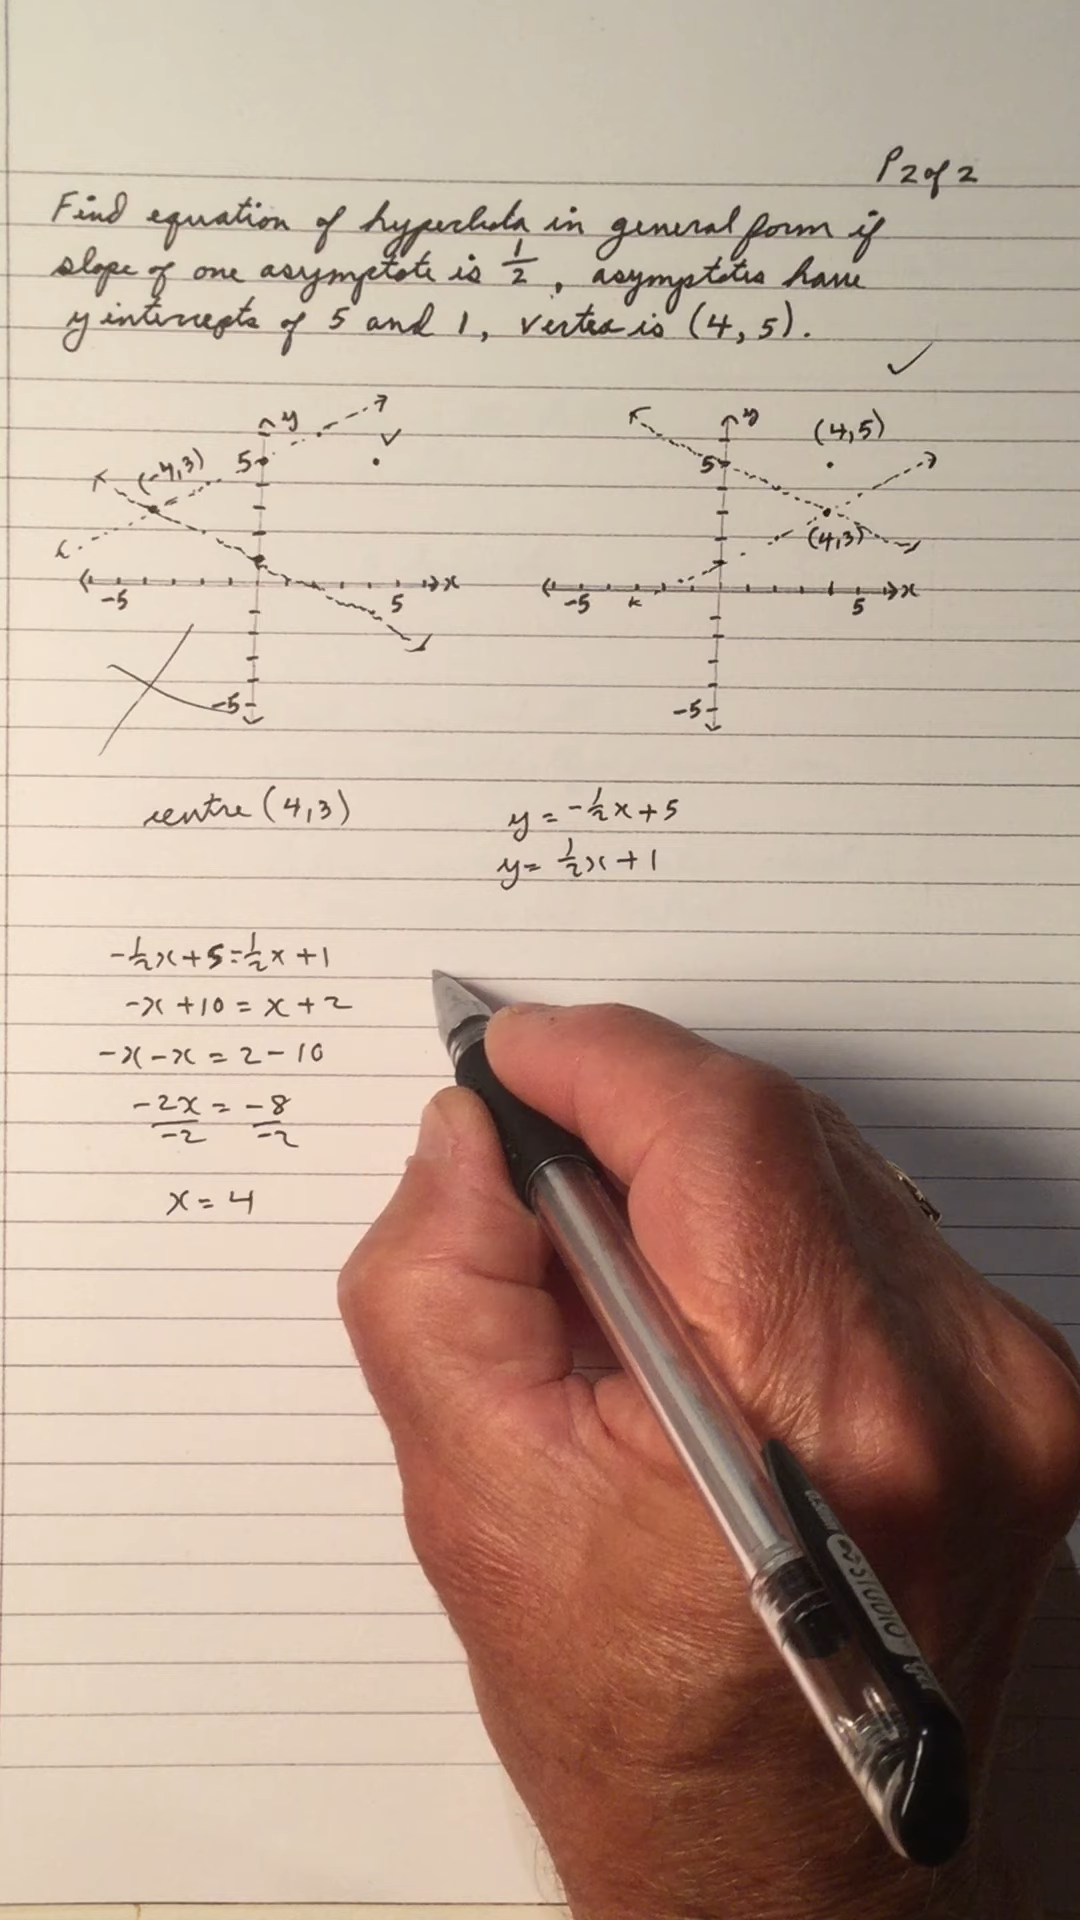 P2 of 2
Find equation of hyperbola in general form if
slope of one asymptote is 1/2, asymptotes have
y intercepts of 5 and 1, vertex is (4, 5).
y
5
(-4,3)
x
-5
5
-5
y
(4,5)
5
(4,3)
x
-5
5
-5
centre (4,3)
y = -1/2x+5
y = 1/2x+1
-1/2x+5=1/2x+1
-x+10 = x+2
-x-x = 2-10
-2x = -8
-2 -2
x = 4
STUDIO